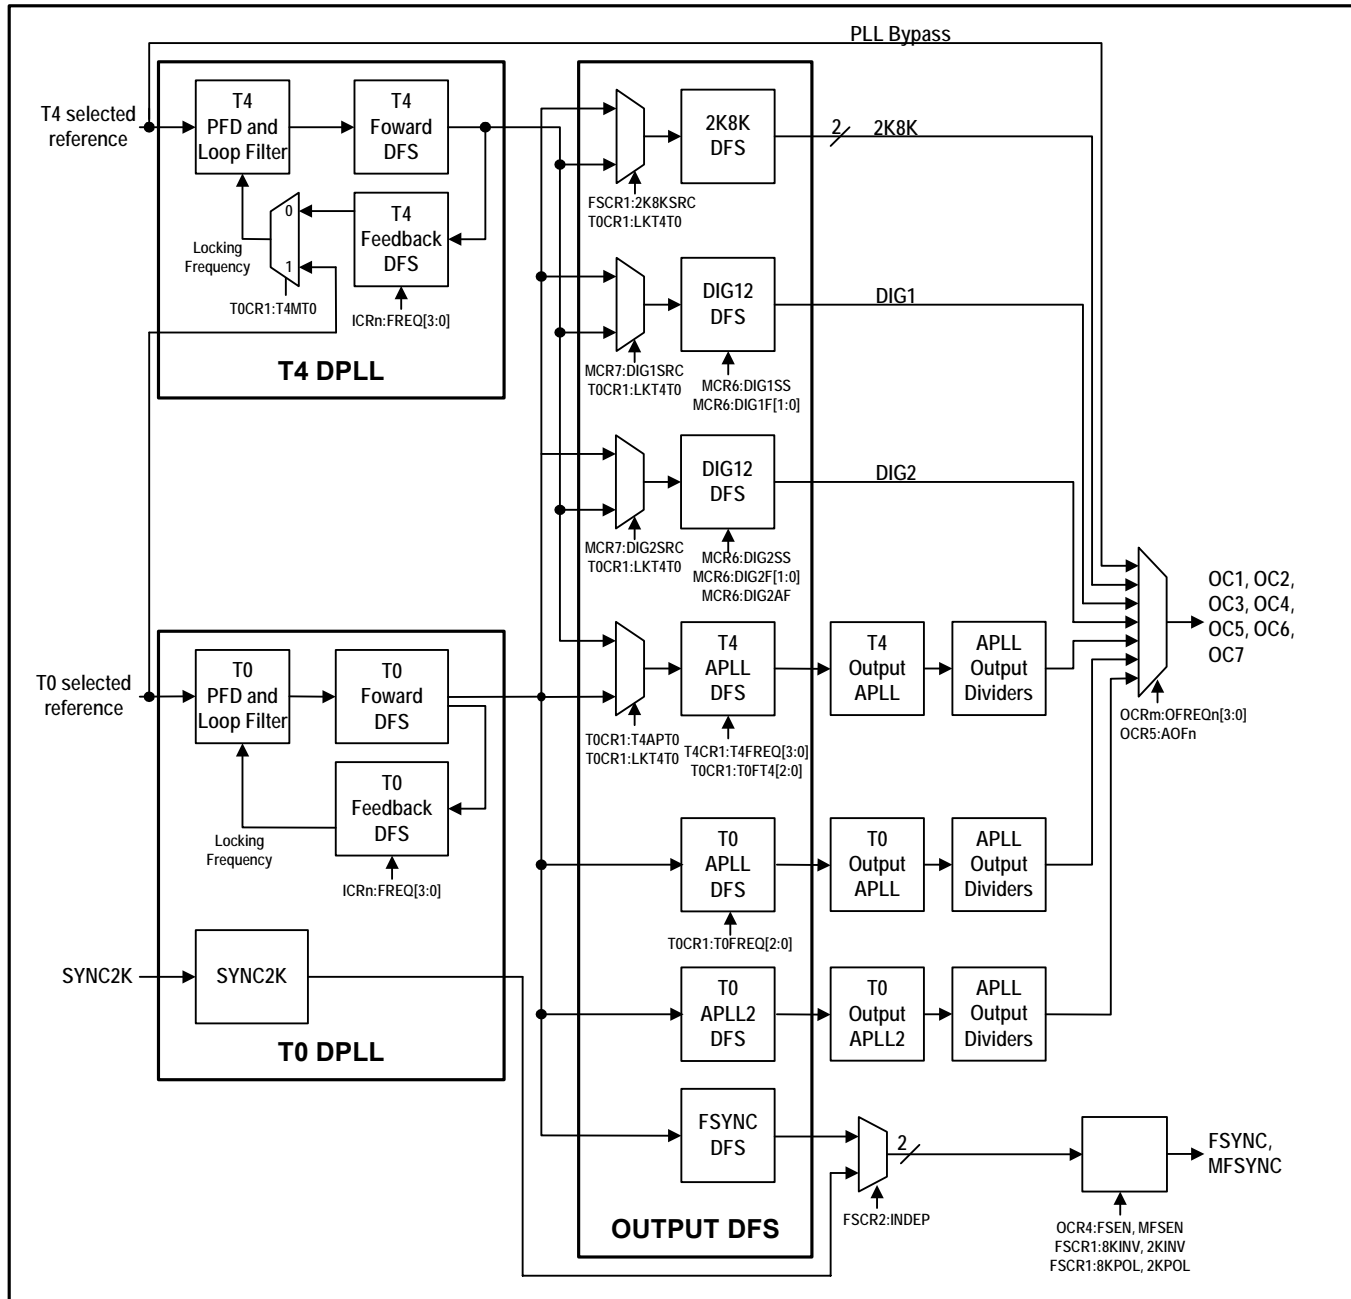 PLL Bypass
T4 selected
reference
T4
PFD and
Loop Filter
T4
Foward
DFS
0
1
T4
Feedback
DFS
Locking
Frequency
T0CR1:T4MT0
ICRn:FREQ[3:0]
T4 DPLL
2K8K
DFS
2
2K8K
FSCR1:2K8KSRC
T0CR1:LKT4T0
DIG12
DFS
DIG1
MCR7:DIG1SRC
T0CR1:LKT4T0
MCR6:DIG1SS
MCR6:DIG1F[1:0]
DIG12
DFS
DIG2
MCR7:DIG2SRC
T0CR1:LKT4T0
MCR6:DIG2SS
MCR6:DIG2F[1:0]
MCR6:DIG2AF
T4
APLL
DFS
T4
Output
APLL
APLL
Output
Dividers
T0CR1:T4APT0
T0CR1:LKT4T0
T4CR1:T4FREQ[3:0]
T0CR1:T0FT4[2:0]
OC1, OC2,
OC3, OC4,
OC5, OC6,
OC7
OCRm:OFREQn[3:0]
OCR5:AOFn
T0 selected
reference
T0
PFD and
Loop Filter
T0
Foward
DFS
T0
Feedback
DFS
Locking
Frequency
ICRn:FREQ[3:0]
T0
APLL
DFS
T0
Output
APLL
APLL
Output
Dividers
T0CR1:T0FREQ[2:0]
SYNC2K
SYNC2K
T0 DPLL
T0
APLL2
DFS
T0
Output
APLL2
APLL
Output
Dividers
FSYNC
DFS
2
FSCR2:INDEP
FSYNC,
MFSYNC
OCR4:FSEN, MFSEN
FSCR1:8KINV, 2KINV
FSCR1:8KPOL, 2KPOL
OUTPUT DFS